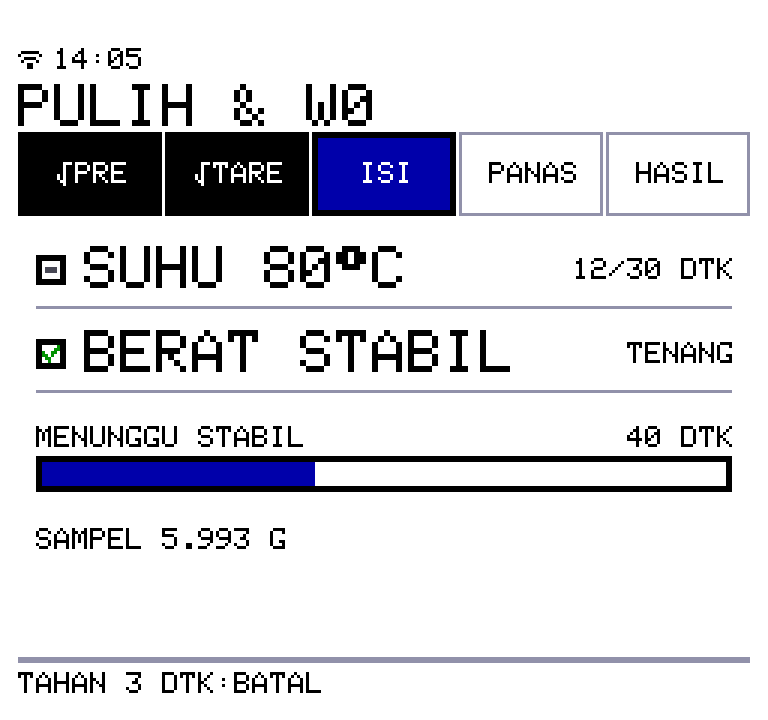 14:05
PULIH & W0
√PRE √TARE ISI PANAS HASIL
SUHU 80°C 12/30 DTK
BERAT STABIL TENANG
MENUNGGU STABIL 40 DTK
SAMPEL 5.993 G
TAHAN 3 DTK:BATAL